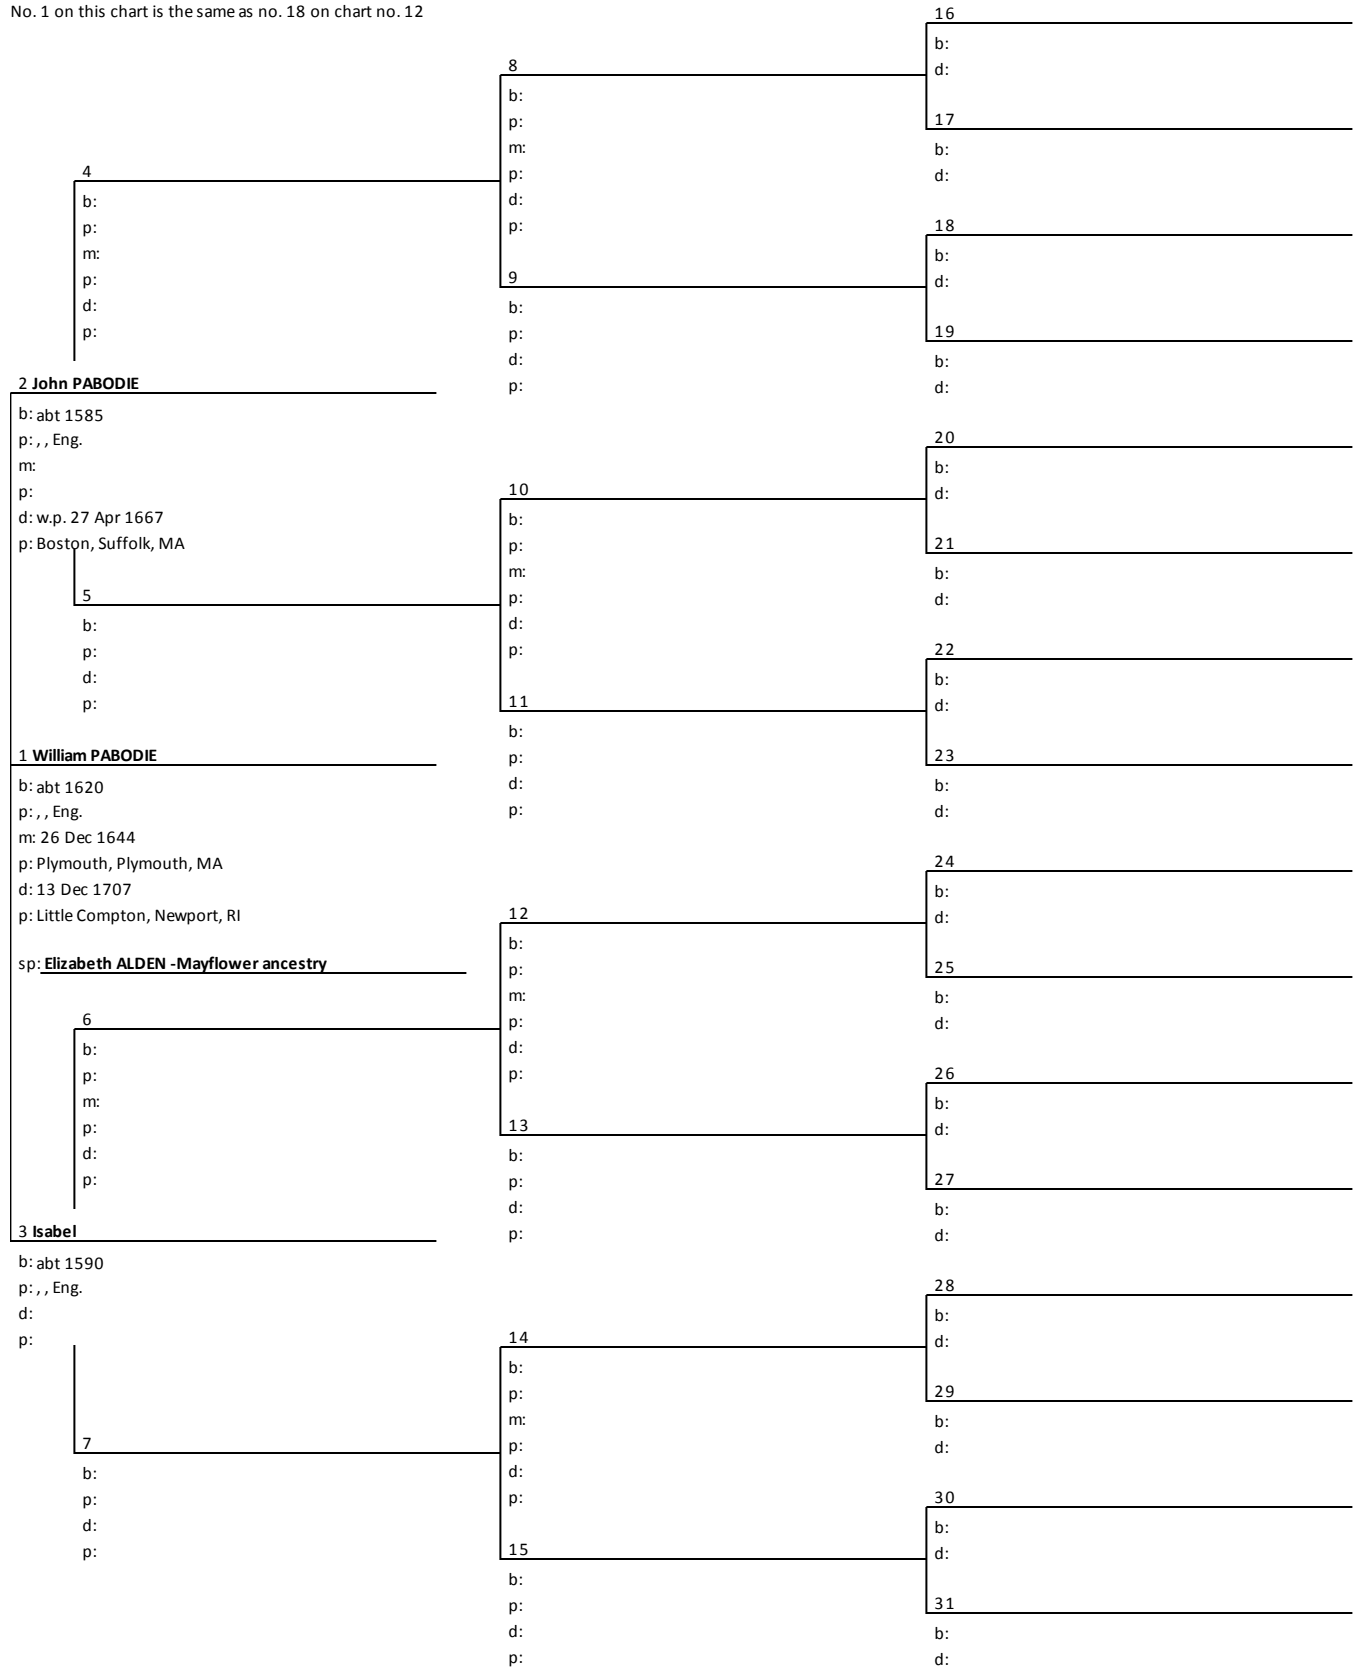 No. 1 on this chart is the same as no. 18 on chart no. 12
16
b:
d:
8
b:
p:
m:
p:
d:
p:
17
b:
d:
4
b:
p:
m:
p:
d:
p:
18
b:
d:
9
b:
p:
d:
p:
19
b:
d:
2 John PABODIE
b: abt 1585
p: , , Eng.
m:
p:
d: w.p. 27 Apr 1667
p: Boston, Suffolk, MA
20
b:
d:
10
b:
p:
m:
p:
d:
p:
21
b:
d:
5
b:
p:
d:
p:
22
b:
d:
11
b:
p:
d:
p:
23
b:
d:
1 William PABODIE
b: abt 1620
p: , , Eng.
m: 26 Dec 1644
p: Plymouth, Plymouth, MA
d: 13 Dec 1707
p: Little Compton, Newport, RI
sp: Elizabeth ALDEN -Mayflower ancestry
24
b:
d:
12
b:
p:
m:
p:
d:
p:
25
b:
d:
6
b:
p:
m:
p:
d:
p:
26
b:
d:
13
b:
p:
d:
p:
27
b:
d:
3 Isabel
b: abt 1590
p: , , Eng.
d:
p:
28
b:
d:
14
b:
p:
m:
p:
d:
p:
29
b:
d:
7
b:
p:
d:
p:
30
b:
d:
15
b:
p:
d:
p:
31
b:
d: